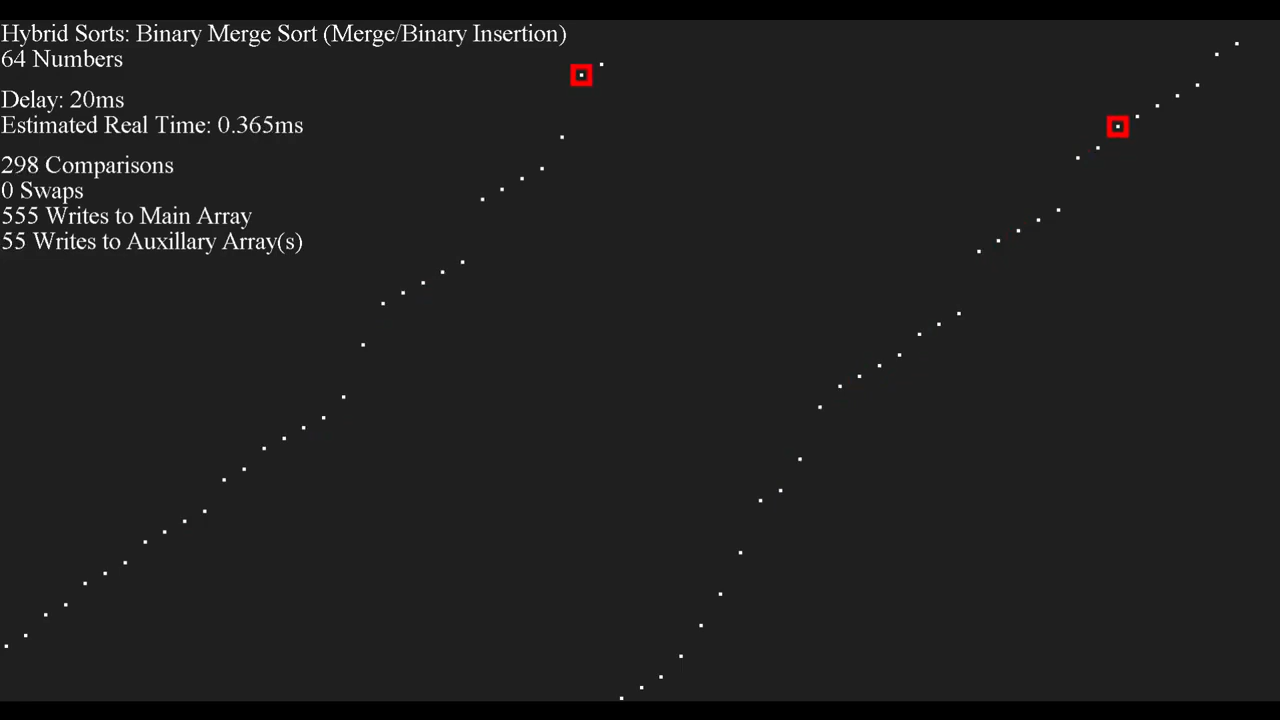 Hybrid Sorts: Binary Merge Sort (Merge/Binary Insertion)
64 Numbers
Delay: 20ms
Estimated Real Time: 0.365ms
298 Comparisons
0 Swaps
555 Writes to Main Array
55 Writes to Auxillary Array(s)